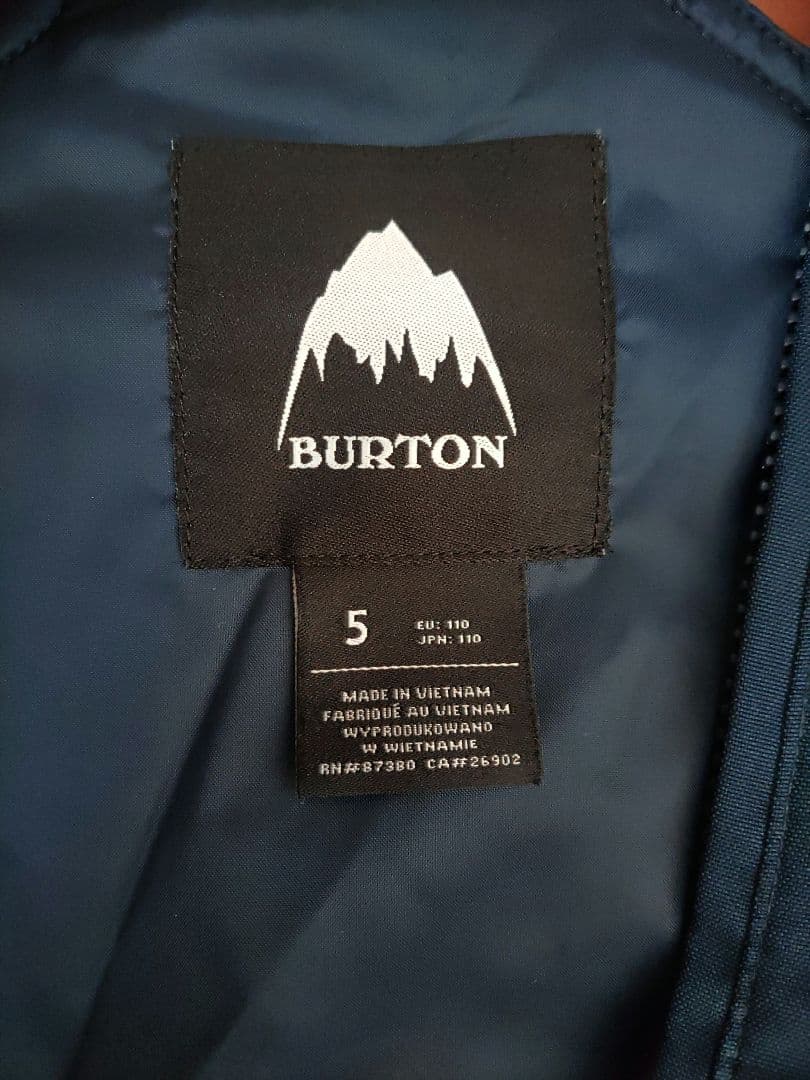 BURTON
5
EU: 110
JPN: 110
MADE IN VIETNAM
FABRIQUÉ AU VIETNAM
WYPRODUKOWANO
W WIETNAMIE
RN#87380 CA#26902